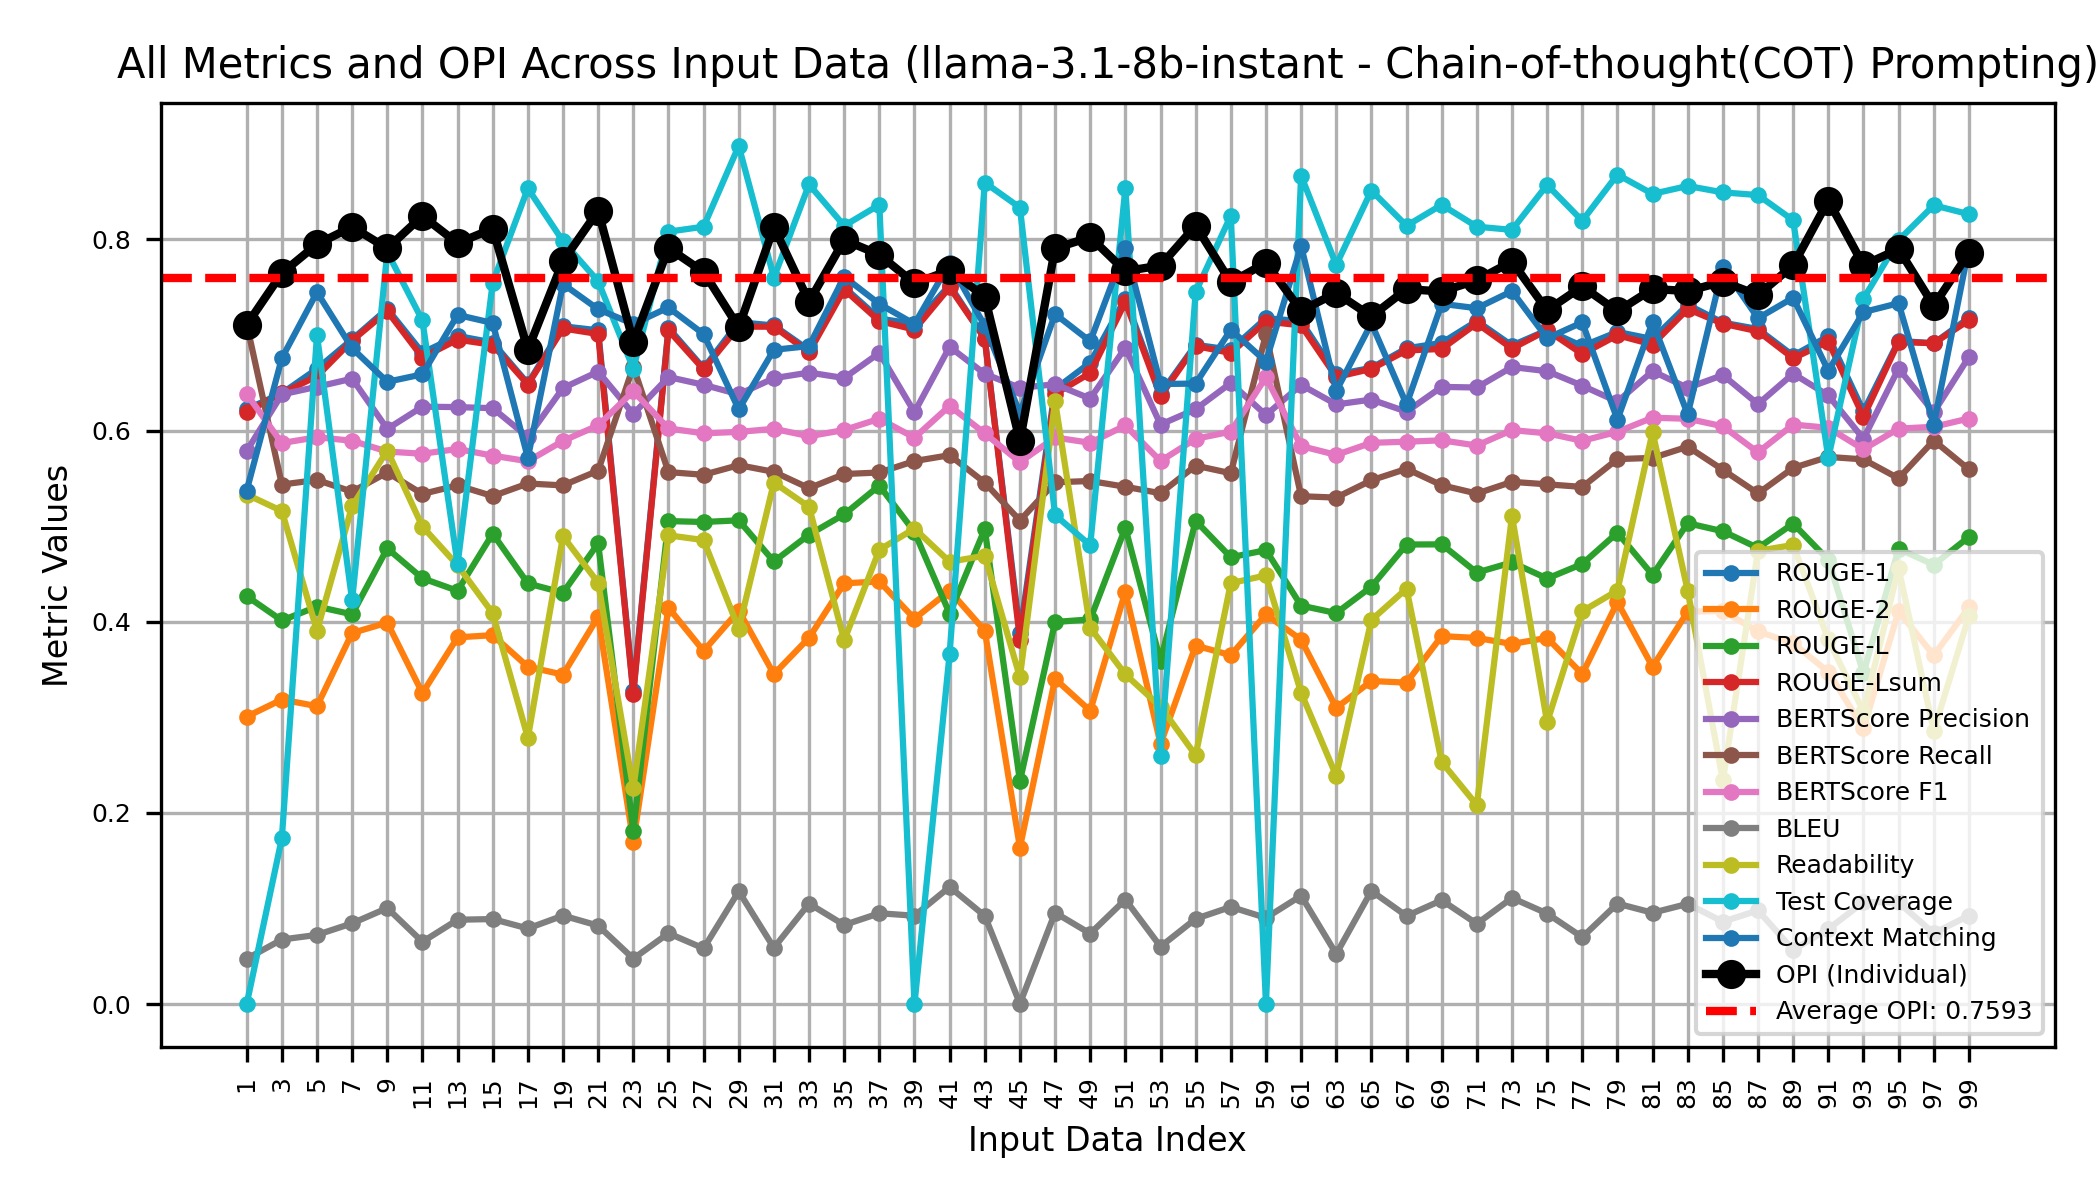 All Metrics and OPI Across Input Data (llama-3.1-8b-instant - Chain-of-thought(COT) Prompting)
Metric Values
0.8
0.6
0.4
0.2
0.0
ROUGE-1
ROUGE-2
ROUGE-L
ROUGE-Lsum
BERTScore Precision
BERTScore Recall
BERTScore F1
BLEU
Readability
Test Coverage
Context Matching
OPI (Individual)
Average OPI: 0.7593
1 3 5 7 9 11 13 15 17 19 21 23 25 27 29 31 33 35 37 39 41 43 45 47 49 51 53 55 57 59 61 63 65 67 69 71 73 75 77 79 81 83 85 87 89 91 93 95 97 99
Input Data Index